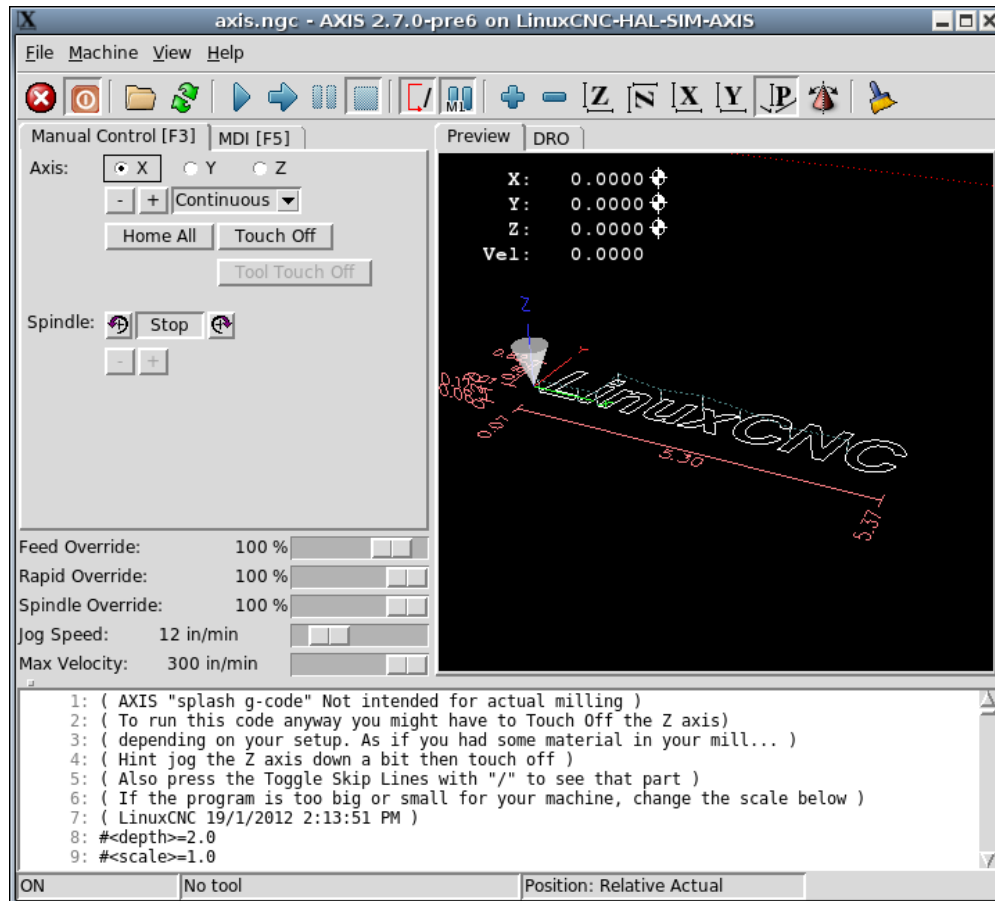 axis.ngc - AXIS 2.7.0-pre6 on LinuxCNC-HAL-SIM-AXIS
File Machine View Help
M1 Z N X Y P
Manual Control [F3] MDI [F5]
Axis: X Y Z
- + Continuous
Home All Touch Off
Tool Touch Off
Spindle: Stop
- +
Feed Override: 100 %
Rapid Override: 100 %
Spindle Override: 100 %
Jog Speed: 12 in/min
Max Velocity: 300 in/min
Preview DRO
X: 0.0000
Y: 0.0000
Z: 0.0000
Vel: 0.0000
Z
Y
LinuxCNC
0.07
5.30
5.37
1: ( AXIS "splash g-code" Not intended for actual milling )
2: ( To run this code anyway you might have to Touch Off the Z axis)
3: ( depending on your setup. As if you had some material in your mill... )
4: ( Hint jog the Z axis down a bit then touch off )
5: ( Also press the Toggle Skip Lines with "/" to see that part )
6: ( If the program is too big or small for your machine, change the scale below )
7: ( LinuxCNC 19/1/2012 2:13:51 PM )
8: #<depth>=2.0
9: #<scale>=1.0
ON No tool Position: Relative Actual